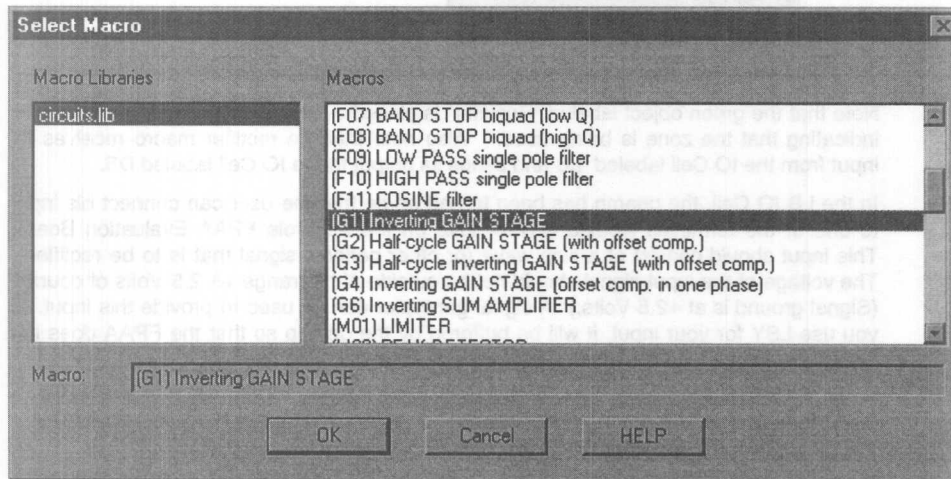 Select Macro
Macro Libraries
Macros
circuits.lib
(F07) BAND STOP biquad (low Q)
(F08) BAND STOP biquad (high Q)
(F09) LOW PASS single pole filter
(F10) HIGH PASS single pole filter
(F11) COSINE filter
(G1) Inverting GAIN STAGE
(G2) Half-cycle GAIN STAGE (with offset comp.)
(G3) Half-cycle inverting GAIN STAGE (with offset comp.)
(G4) Inverting GAIN STAGE (offset comp. in one phase)
(G6) Inverting SUM AMPLIFIER
(M01) LIMITER
PEAK DETECTOR
Macro:
(G1) Inverting GAIN STAGE
OK
Cancel
HELP